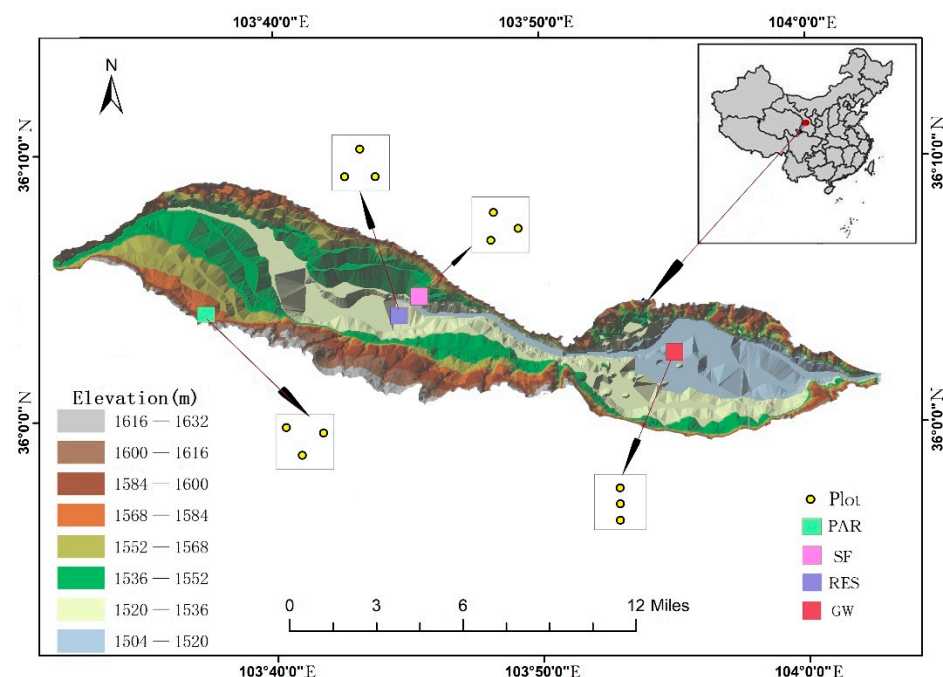 103°40'0"E 103°50'0"E 104°0'0"E
N
36°10'0"N 36°10'0"N
36°0'0"N 36°0'0"N
Elevation(m)
1616 — 1632
1600 — 1616
1584 — 1600
1568 — 1584
1552 — 1568
1536 — 1552
1520 — 1536
1504 — 1520
Plot
PAR
SF
RES
GW
0 3 6 12 Miles
103°40'0"E 103°50'0"E 104°0'0"E